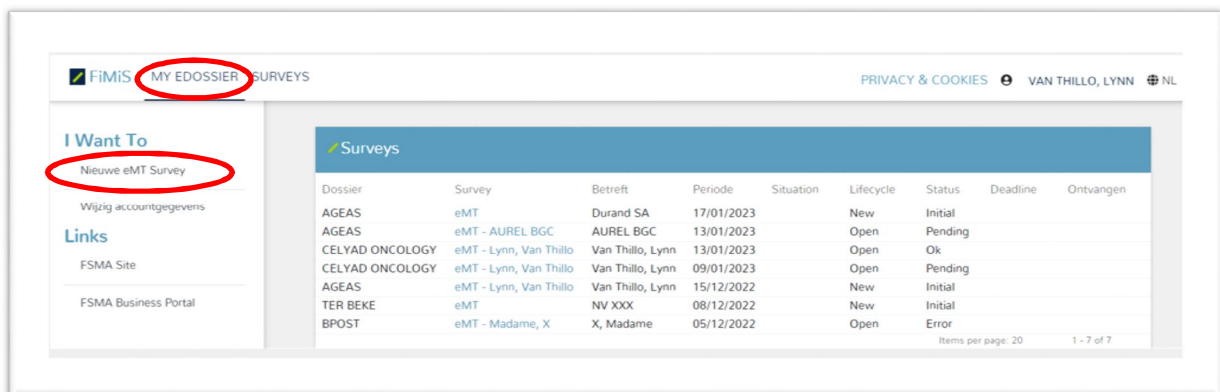 FiMiS MY EDOSSIER SURVEYS PRIVACY & COOKIES VAN THILLO, LYNN NL
I Want To
Nieuwe eMT Survey
Wijzig accountgegevens
Links
FSMA Site
FSMA Business Portal
Surveys
Dossier Survey Betreft Periode Situation Lifecycle Status Deadline Ontvangen
AGEAS eMT Durand SA 17/01/2023 New Initial
AGEAS eMT - AUREL BGC AUREL BGC 13/01/2023 Open Pending
CELYAD ONCOLOGY eMT - Lynn, Van Thillo Van Thillo, Lynn 13/01/2023 Open Ok
CELYAD ONCOLOGY eMT - Lynn, Van Thillo Van Thillo, Lynn 09/01/2023 Open Pending
AGEAS eMT - Lynn, Van Thillo Van Thillo, Lynn 15/12/2022 New Initial
TER BEKE eMT NV XXX 08/12/2022 New Initial
BPOST eMT - Madame, X X, Madame 05/12/2022 Open Error
Items per page: 20 1 - 7 of 7